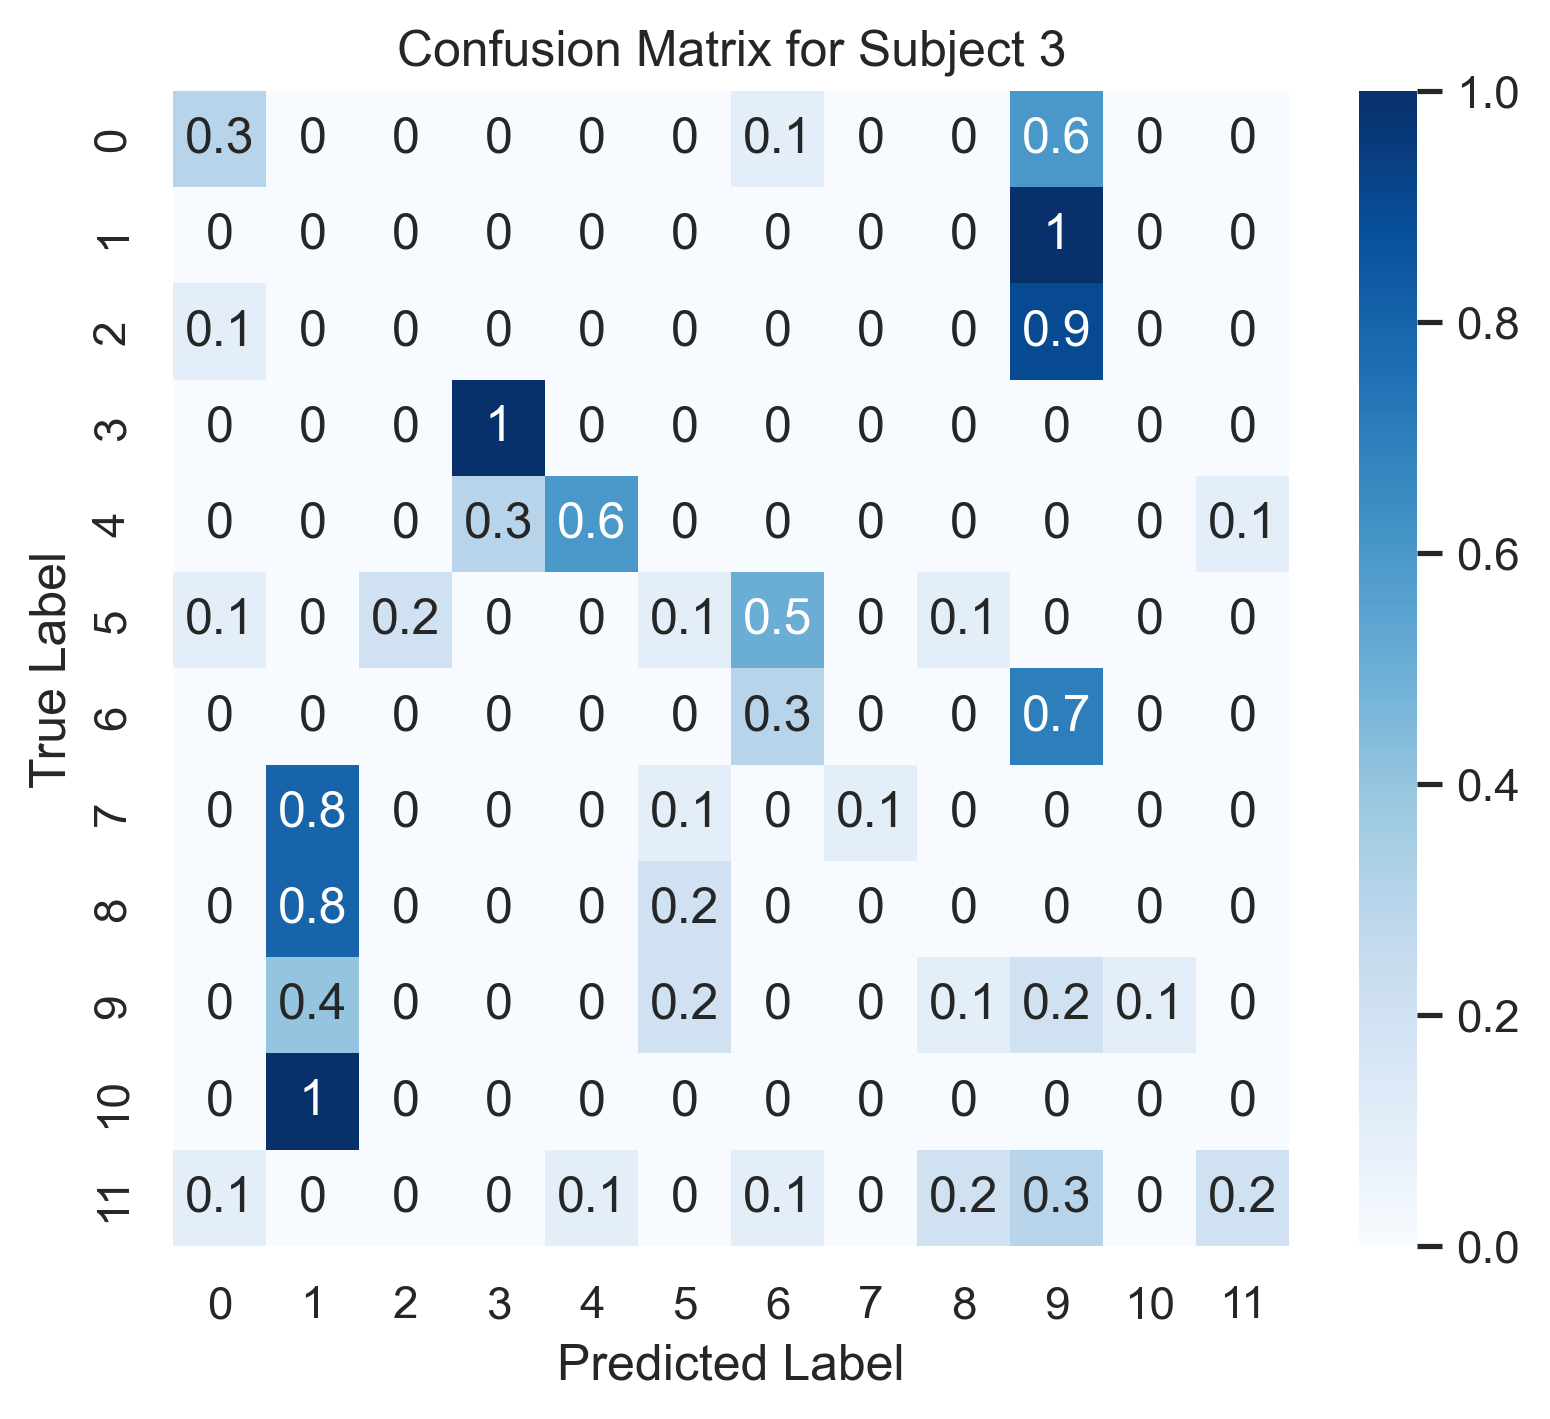 Confusion Matrix for Subject 3
True Label
0 0.3 0 0 0 0 0 0.1 0 0 0.6 0 0
1 0 0 0 0 0 0 0 0 0 1 0 0
2 0.1 0 0 0 0 0 0 0 0 0.9 0 0
3 0 0 0 1 0 0 0 0 0 0 0 0
4 0 0 0 0.3 0.6 0 0 0 0 0 0 0.1
5 0.1 0 0.2 0 0 0.1 0.5 0 0.1 0 0 0
6 0 0 0 0 0 0 0.3 0 0 0.7 0 0
7 0 0.8 0 0 0 0.1 0 0.1 0 0 0 0
8 0 0.8 0 0 0 0.2 0 0 0 0 0 0
9 0 0.4 0 0 0 0.2 0 0 0.1 0.2 0.1 0
10 0 1 0 0 0 0 0 0 0 0 0 0
11 0.1 0 0 0 0.1 0 0.1 0 0.2 0.3 0 0.2
0 1 2 3 4 5 6 7 8 9 10 11
Predicted Label
1.0
0.8
0.6
0.4
0.2
0.0